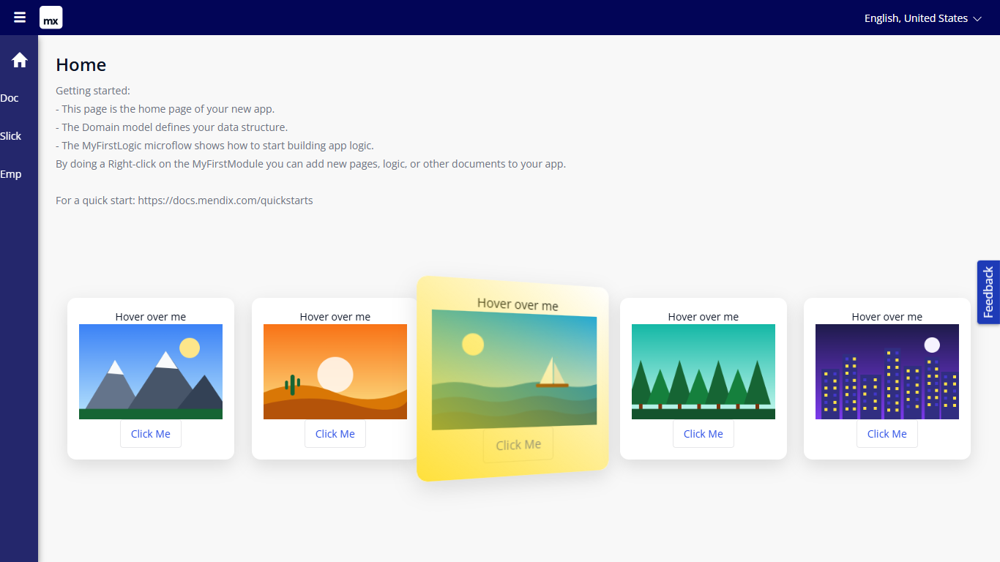 mx
English, United States
Home
Doc
Slick
Emp
Getting started:
- This page is the home page of your new app.
- The Domain model defines your data structure.
- The MyFirstLogic microflow shows how to start building app logic.
By doing a Right-click on the MyFirstModule you can add new pages, logic, or other documents to your app.
For a quick start: https://docs.mendix.com/quickstarts
Feedback
Hover over me
Click Me
Hover over me
Click Me
Hover over me
Click Me
Hover over me
Click Me
Hover over me
Click Me